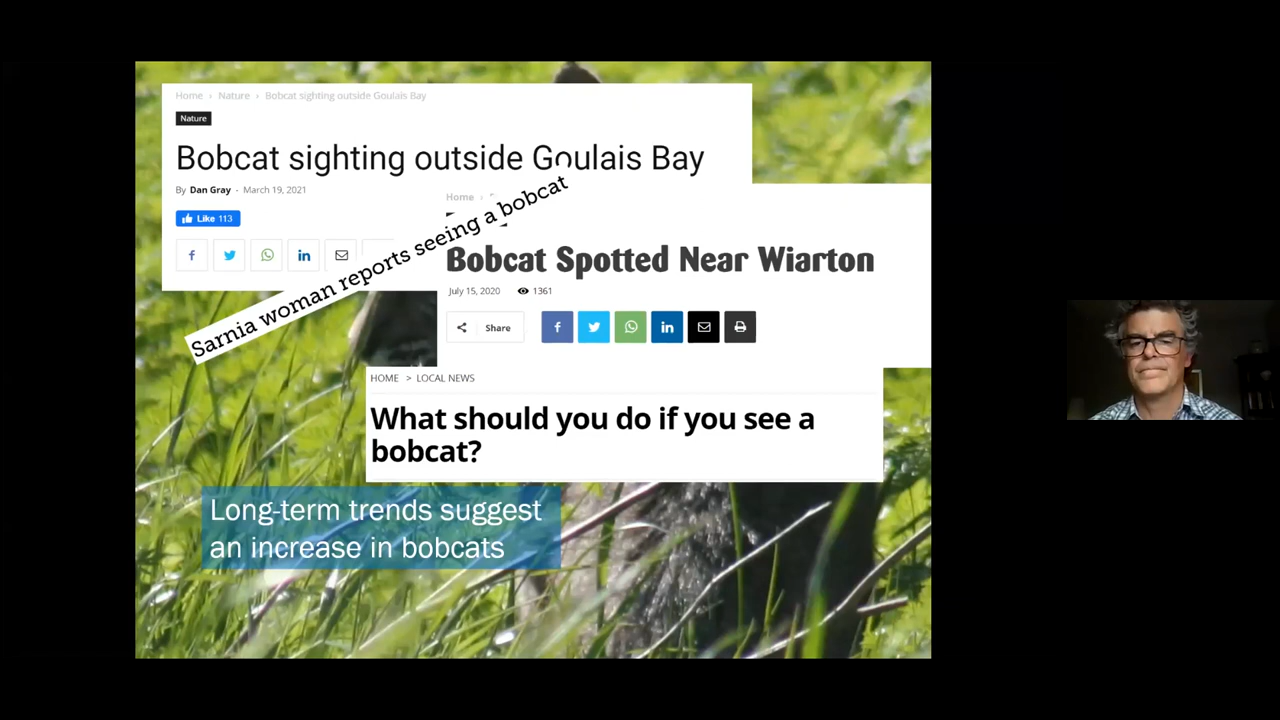 Home › Nature › Bobcat sighting outside Goulais Bay
Nature
Bobcat sighting outside Goulais Bay
By Dan Gray - March 19, 2021
Like 113
Sarnia woman reports seeing a bobcat
Home ›
Bobcat Spotted Near Wiarton
July 15, 2020 1361
Share
HOME > LOCAL NEWS
What should you do if you see a
bobcat?
Long-term trends suggest
an increase in bobcats